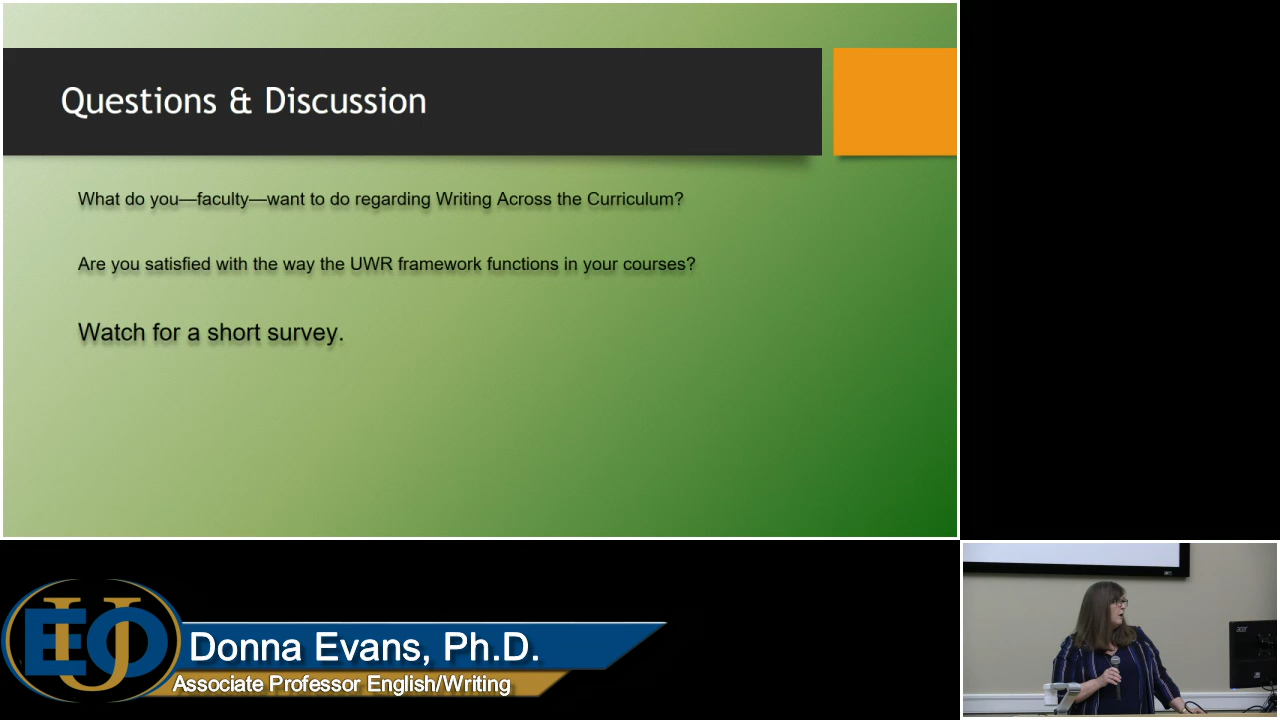 Questions & Discussion
What do you—faculty—want to do regarding Writing Across the Curriculum?
Are you satisfied with the way the UWR framework functions in your courses?
Watch for a short survey.
EOU
Donna Evans, Ph.D.
Associate Professor English/Writing
acer